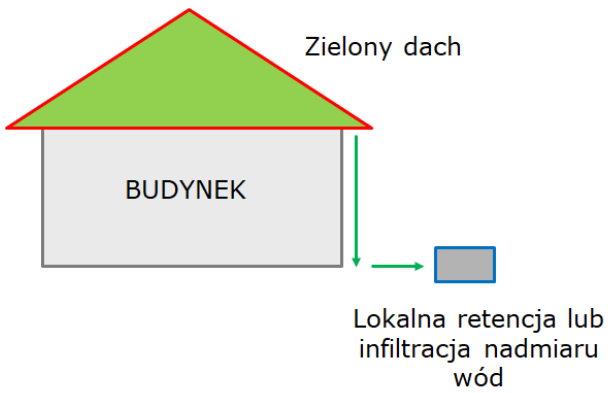 Zielony dach
BUDYNEK
Lokalna retencja lub
infiltracja nadmiaru
wód